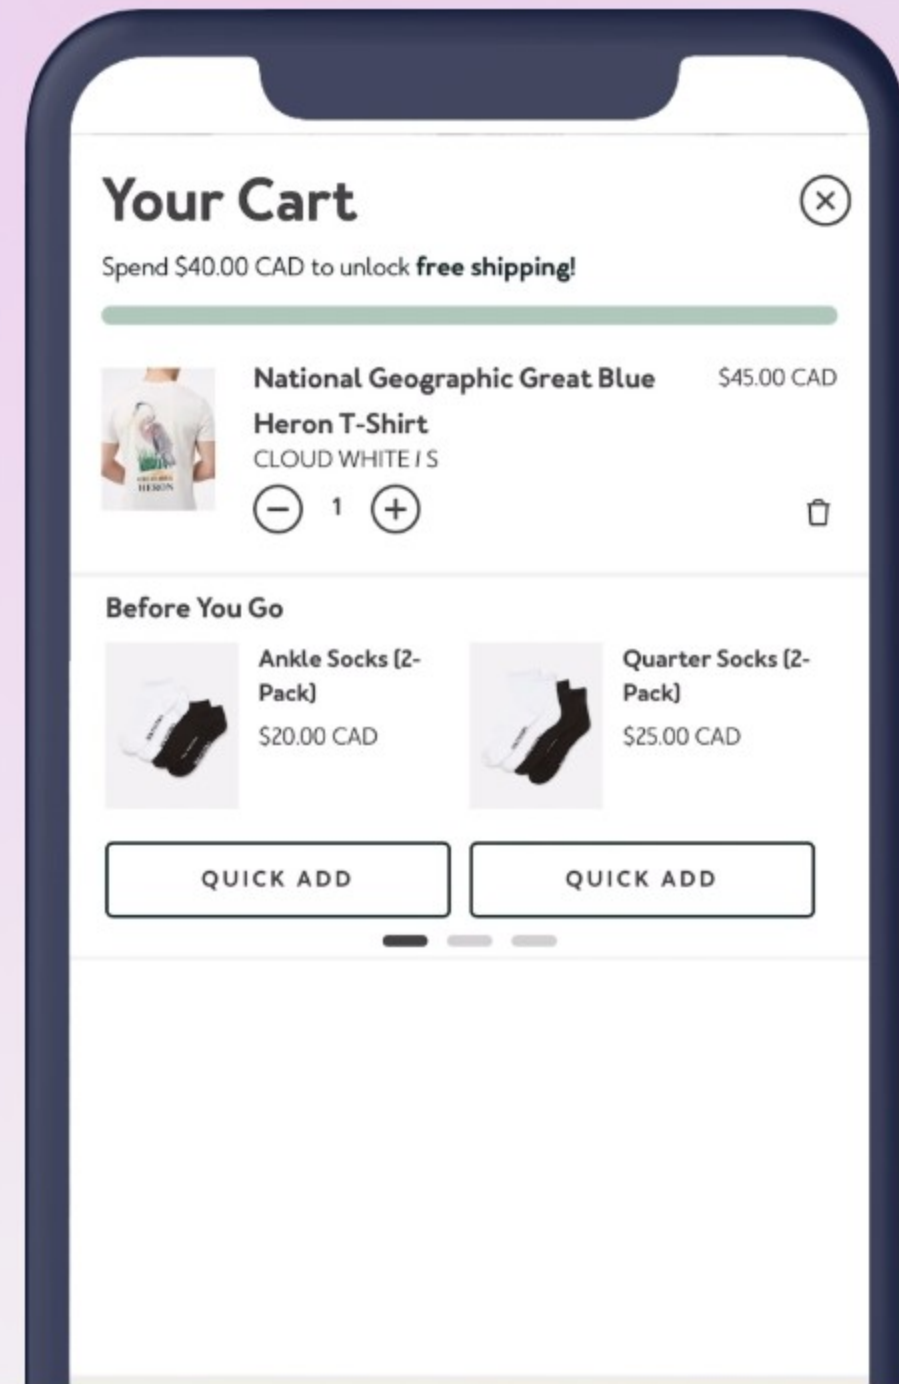 Your Cart
Spend $40.00 CAD to unlock free shipping!
National Geographic Great Blue
$45.00 CAD
Heron T-Shirt
CLOUD WHITE / S
1
HERON
Before You Go
Ankle Socks (2-
Pack)
$20.00 CAD
Quarter Socks (2-
Pack)
$25.00 CAD
QUICK ADD
QUICK ADD